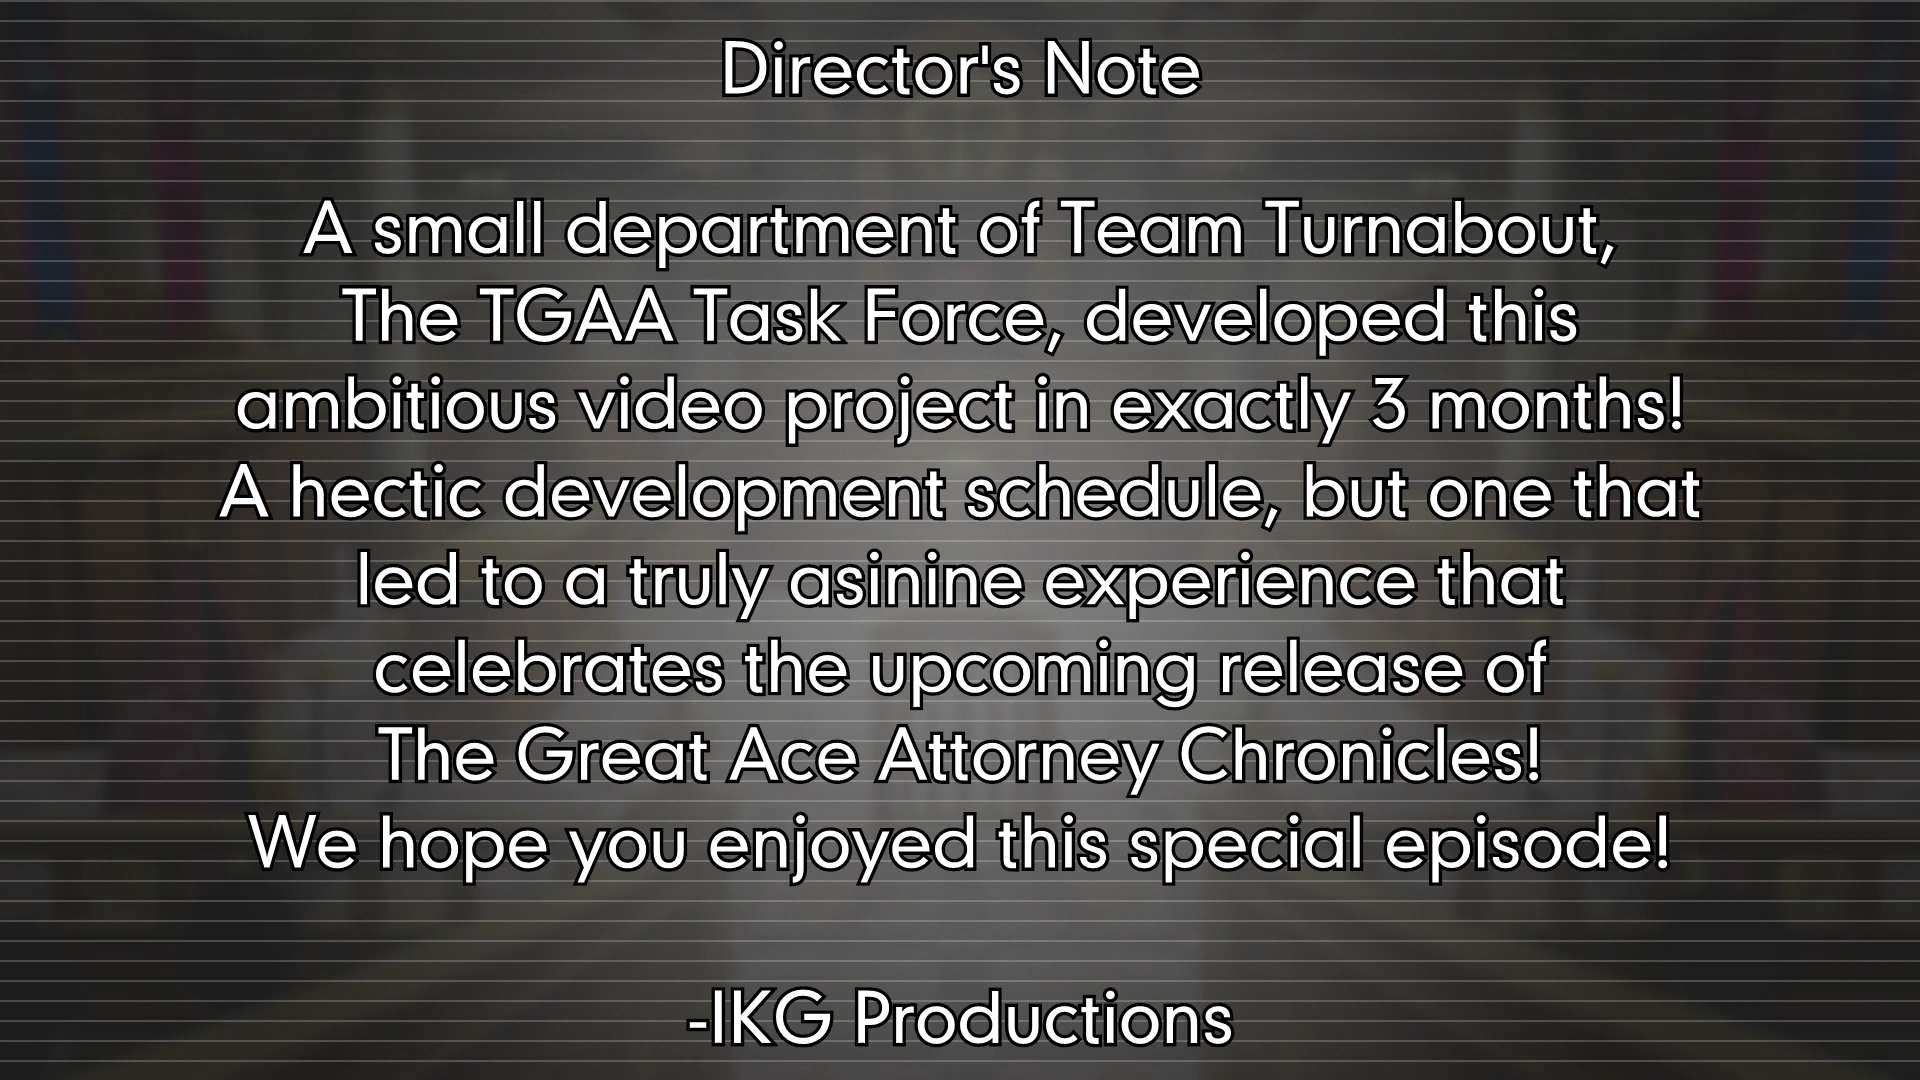 Director's Note
A small department of Team Turnabout,
The TGAA Task Force, developed this
ambitious video project in exactly 3 months!
A hectic development schedule, but one that
led to a truly asinine experience that
celebrates the upcoming release of
The Great Ace Attorney Chronicles!
We hope you enjoyed this special episode!
-IKG Productions